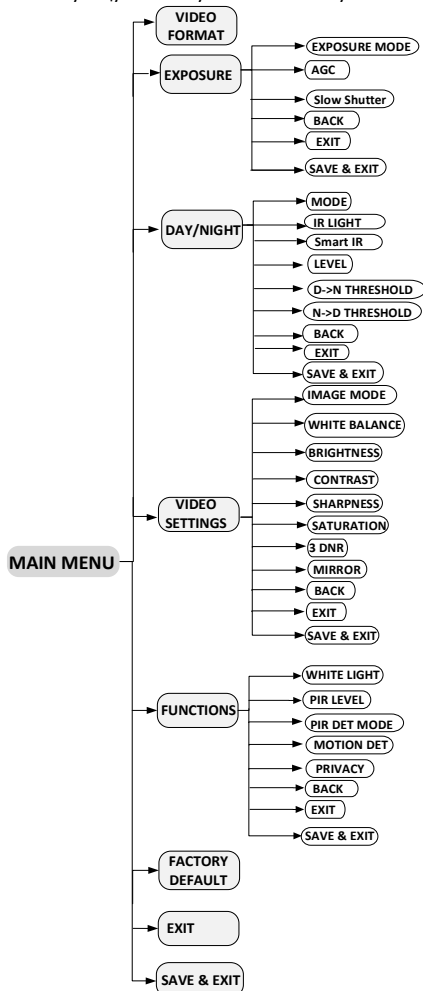 VIDEO
FORMAT
EXPOSURE
EXPOSURE MODE
AGC
Slow Shutter
BACK
EXIT
SAVE & EXIT
DAY/NIGHT
MODE
IR LIGHT
Smart IR
LEVEL
D->N THRESHOLD
N->D THRESHOLD
BACK
EXIT
SAVE & EXIT
VIDEO
SETTINGS
IMAGE MODE
WHITE BALANCE
BRIGHTNESS
CONTRAST
SHARPNESS
SATURATION
3 DNR
MIRROR
BACK
EXIT
SAVE & EXIT
MAIN MENU
FUNCTIONS
WHITE LIGHT
PIR LEVEL
PIR DET MODE
MOTION DET
PRIVACY
BACK
EXIT
SAVE & EXIT
FACTORY
DEFAULT
EXIT
SAVE & EXIT